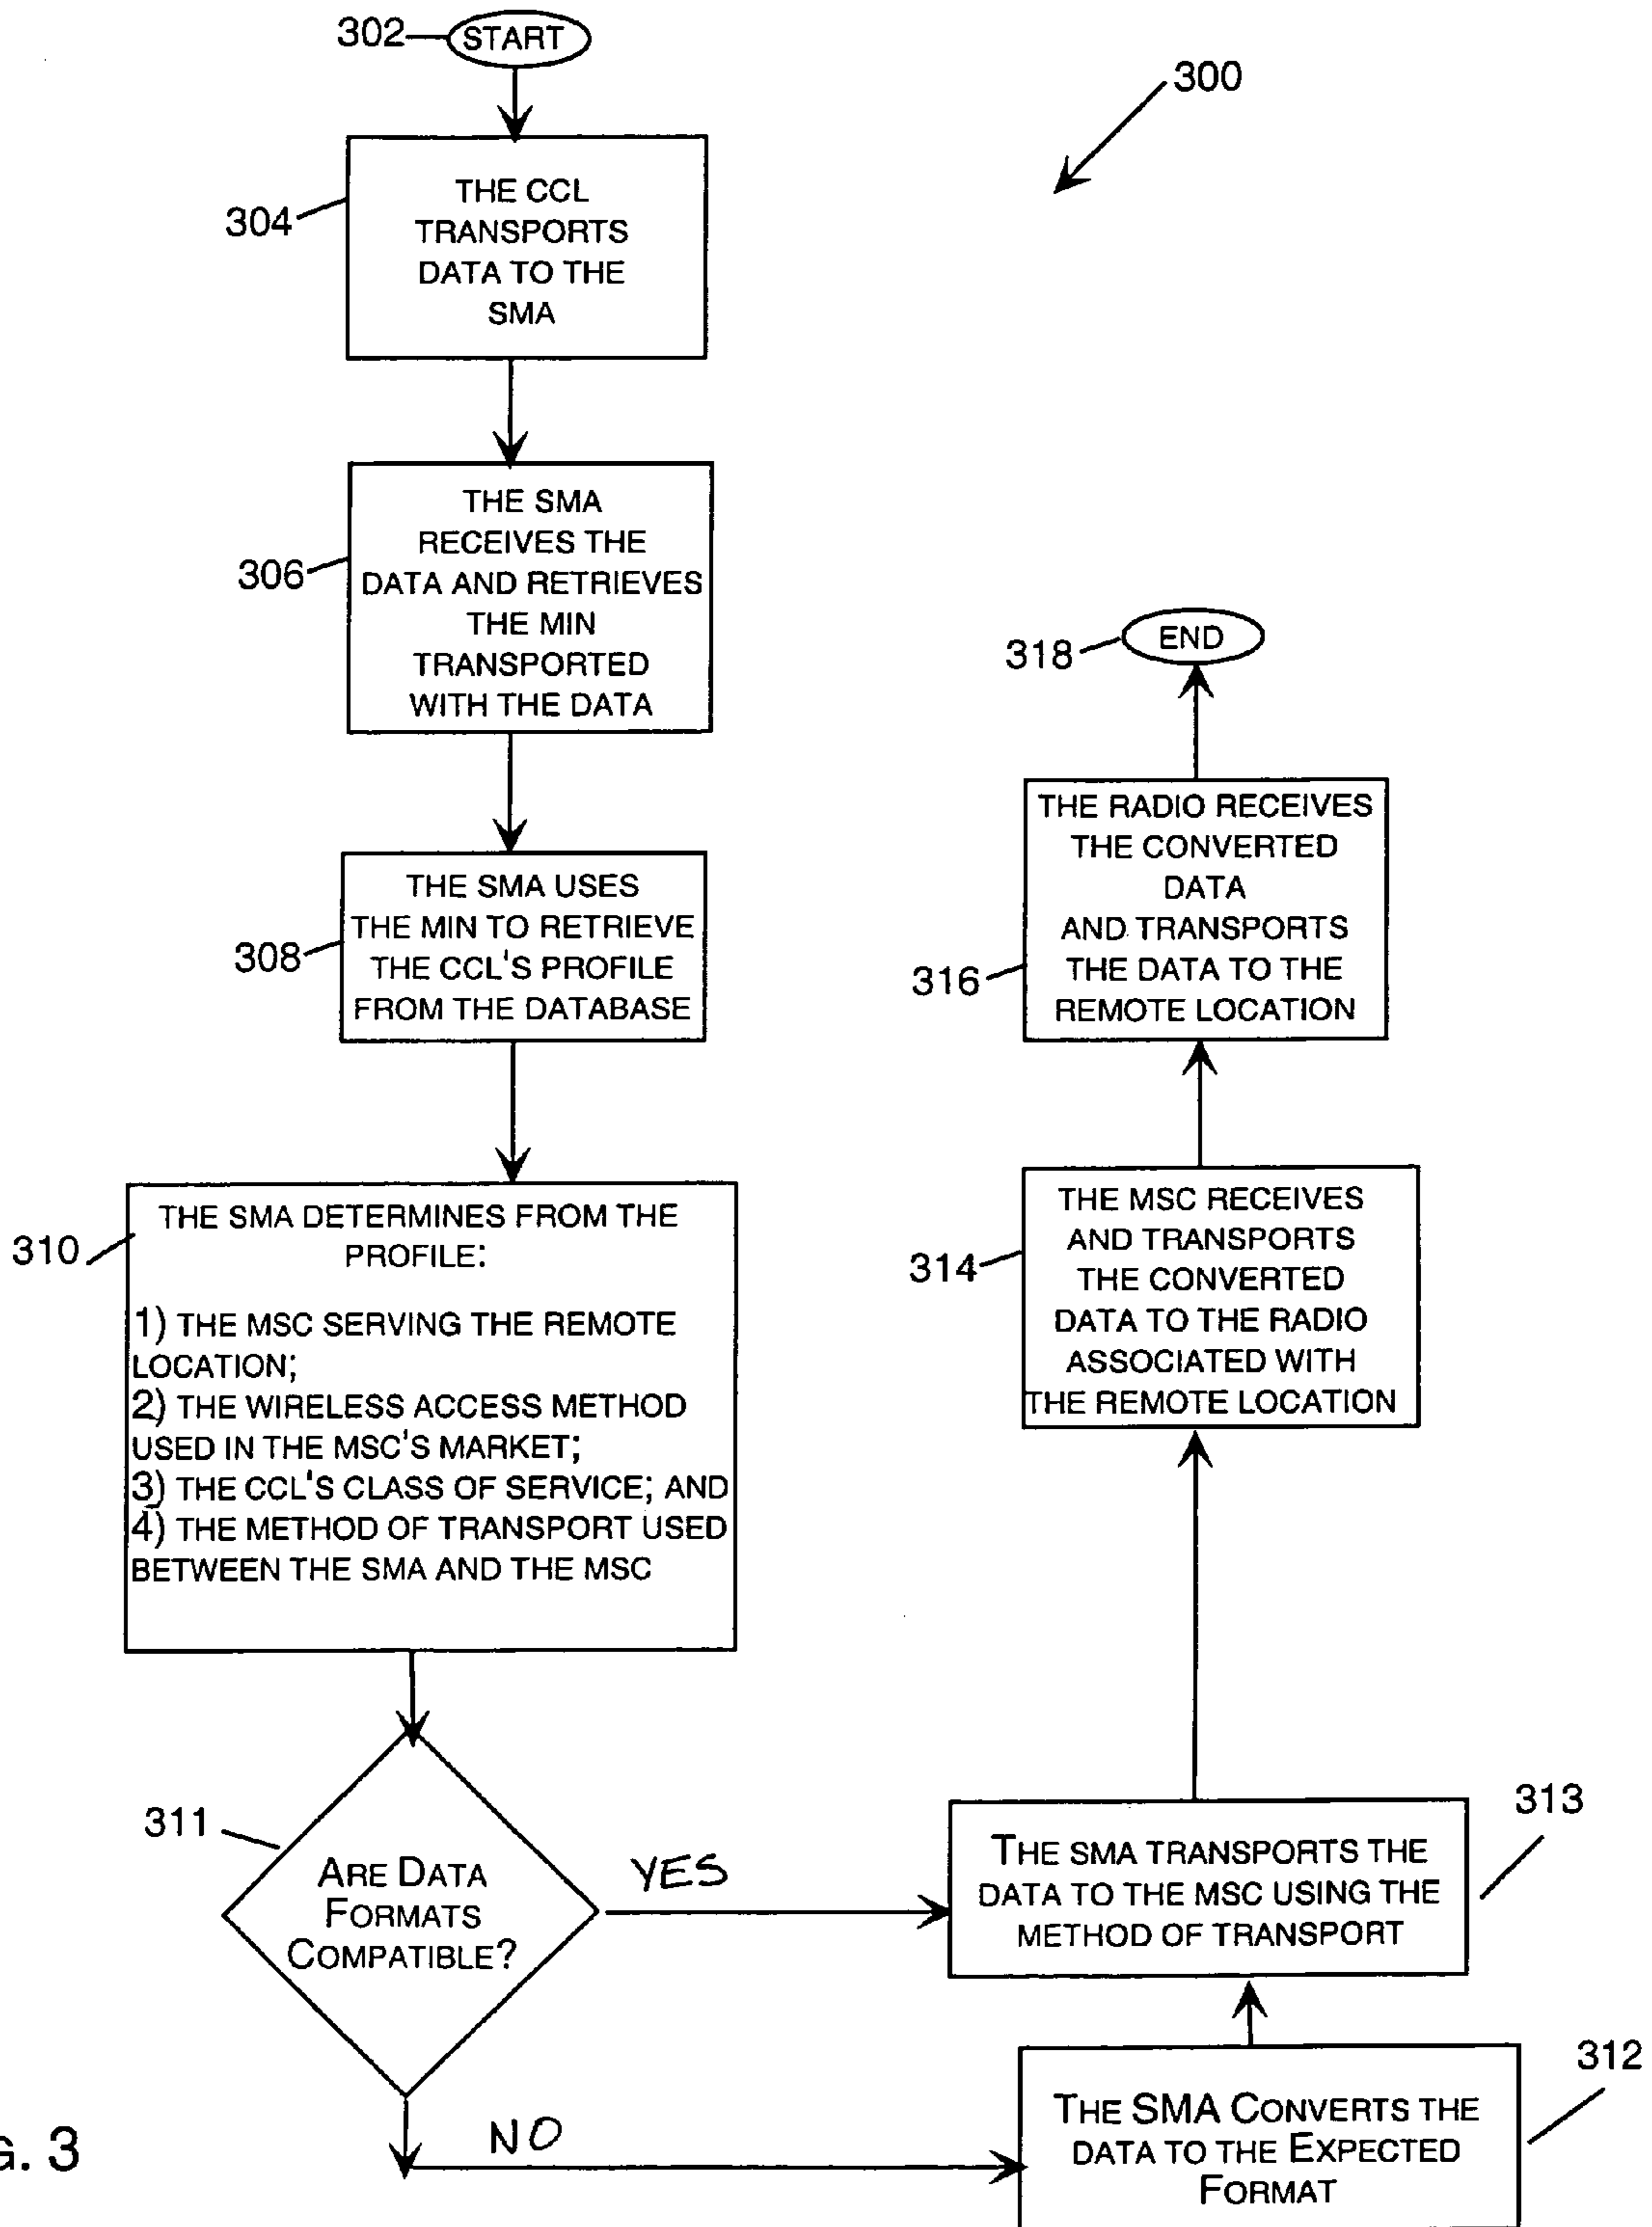 302
START
300
304
THE CCL
TRANSPORTS
DATA TO THE
SMA
306
THE SMA
RECEIVES THE
DATA AND RETRIEVES
THE MIN
TRANSPORTED
WITH THE DATA
308
THE SMA USES
THE MIN TO RETRIEVE
THE CCL'S PROFILE
FROM THE DATABASE
310
THE SMA DETERMINES FROM THE
PROFILE:
1) THE MSC SERVING THE REMOTE
LOCATION;
2) THE WIRELESS ACCESS METHOD
USED IN THE MSC'S MARKET;
3) THE CCL'S CLASS OF SERVICE; AND
4) THE METHOD OF TRANSPORT USED
BETWEEN THE SMA AND THE MSC
311
ARE DATA
FORMATS
COMPATIBLE?
YES
NO
312
THE SMA CONVERTS THE
DATA TO THE EXPECTED
FORMAT
313
THE SMA TRANSPORTS THE
DATA TO THE MSC USING THE
METHOD OF TRANSPORT
314
THE MSC RECEIVES
AND TRANSPORTS
THE CONVERTED
DATA TO THE RADIO
ASSOCIATED WITH
THE REMOTE LOCATION
316
THE RADIO RECEIVES
THE CONVERTED
DATA
AND TRANSPORTS
THE DATA TO THE
REMOTE LOCATION
318
END
G. 3